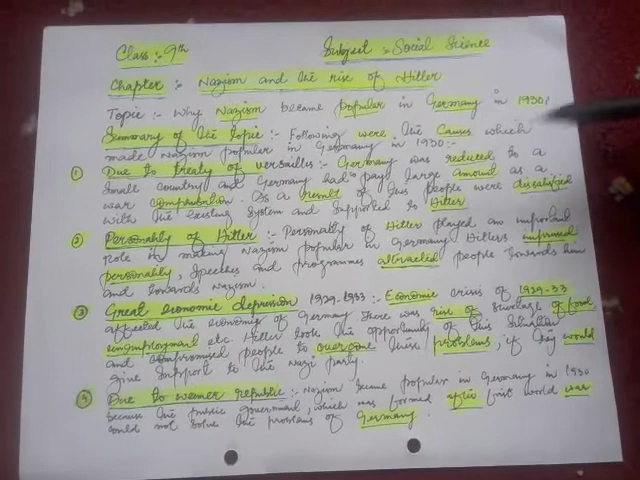 Class :- 9th
Subject :- Social Science
Chapter :- Nazism and the rise of Hitler
Topic :- Why Nazism became popular in Germany in 1930?
Summary of the topic :- Following were the causes which
made Nazism popular in Germany in 1930 :-
① Due to Treaty of Versailles :- Germany was reduced to a
small country and Germany had to pay large amount as a
war As a result of this people were
with the existing system and supported to Hitler
② Personality of Hitler :- Personality of Hitler played an important
role in making Nazism popular in Germany Hitler's
personality, speeches and programmes attracted people towards him
and towards Nazism.
③ Great economic depression 1929-1933 :- Economic crisis of 1929-33
affected the economy of Germany There was rise of shortage of food,
unemployment etc. Hitler took the opportunity of this situation
and people to overcome these problems, if they would
give support to the Nazi party.
④ Due to weimer republic :- Nazism became popular in Germany in 1930
because the public government, which was formed after first world war
could not solve the problems of Germany.